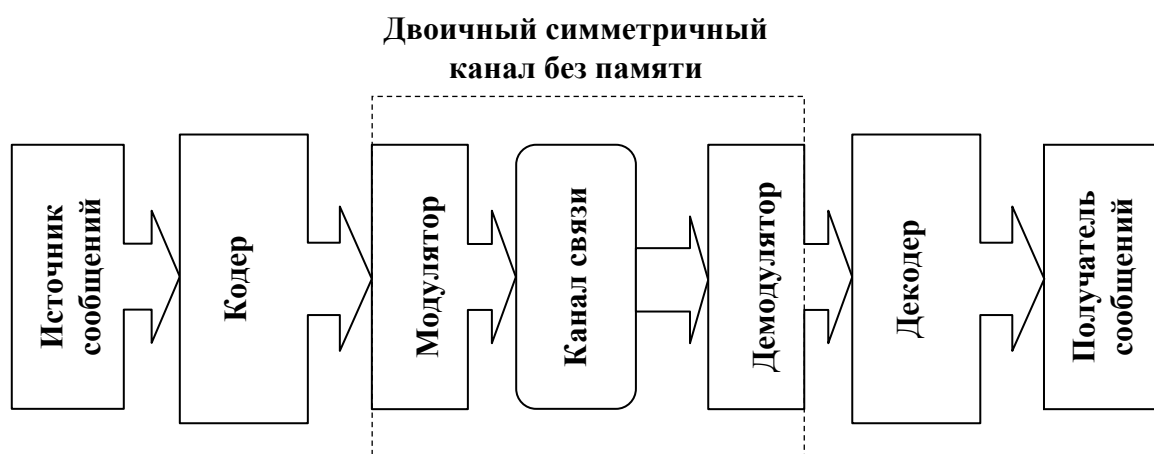 Двоичный симметричный
канал без памяти
Источник
сообщений
Кодер
Модулятор
Канал связи
Демодулятор
Декодер
Получатель
сообщений